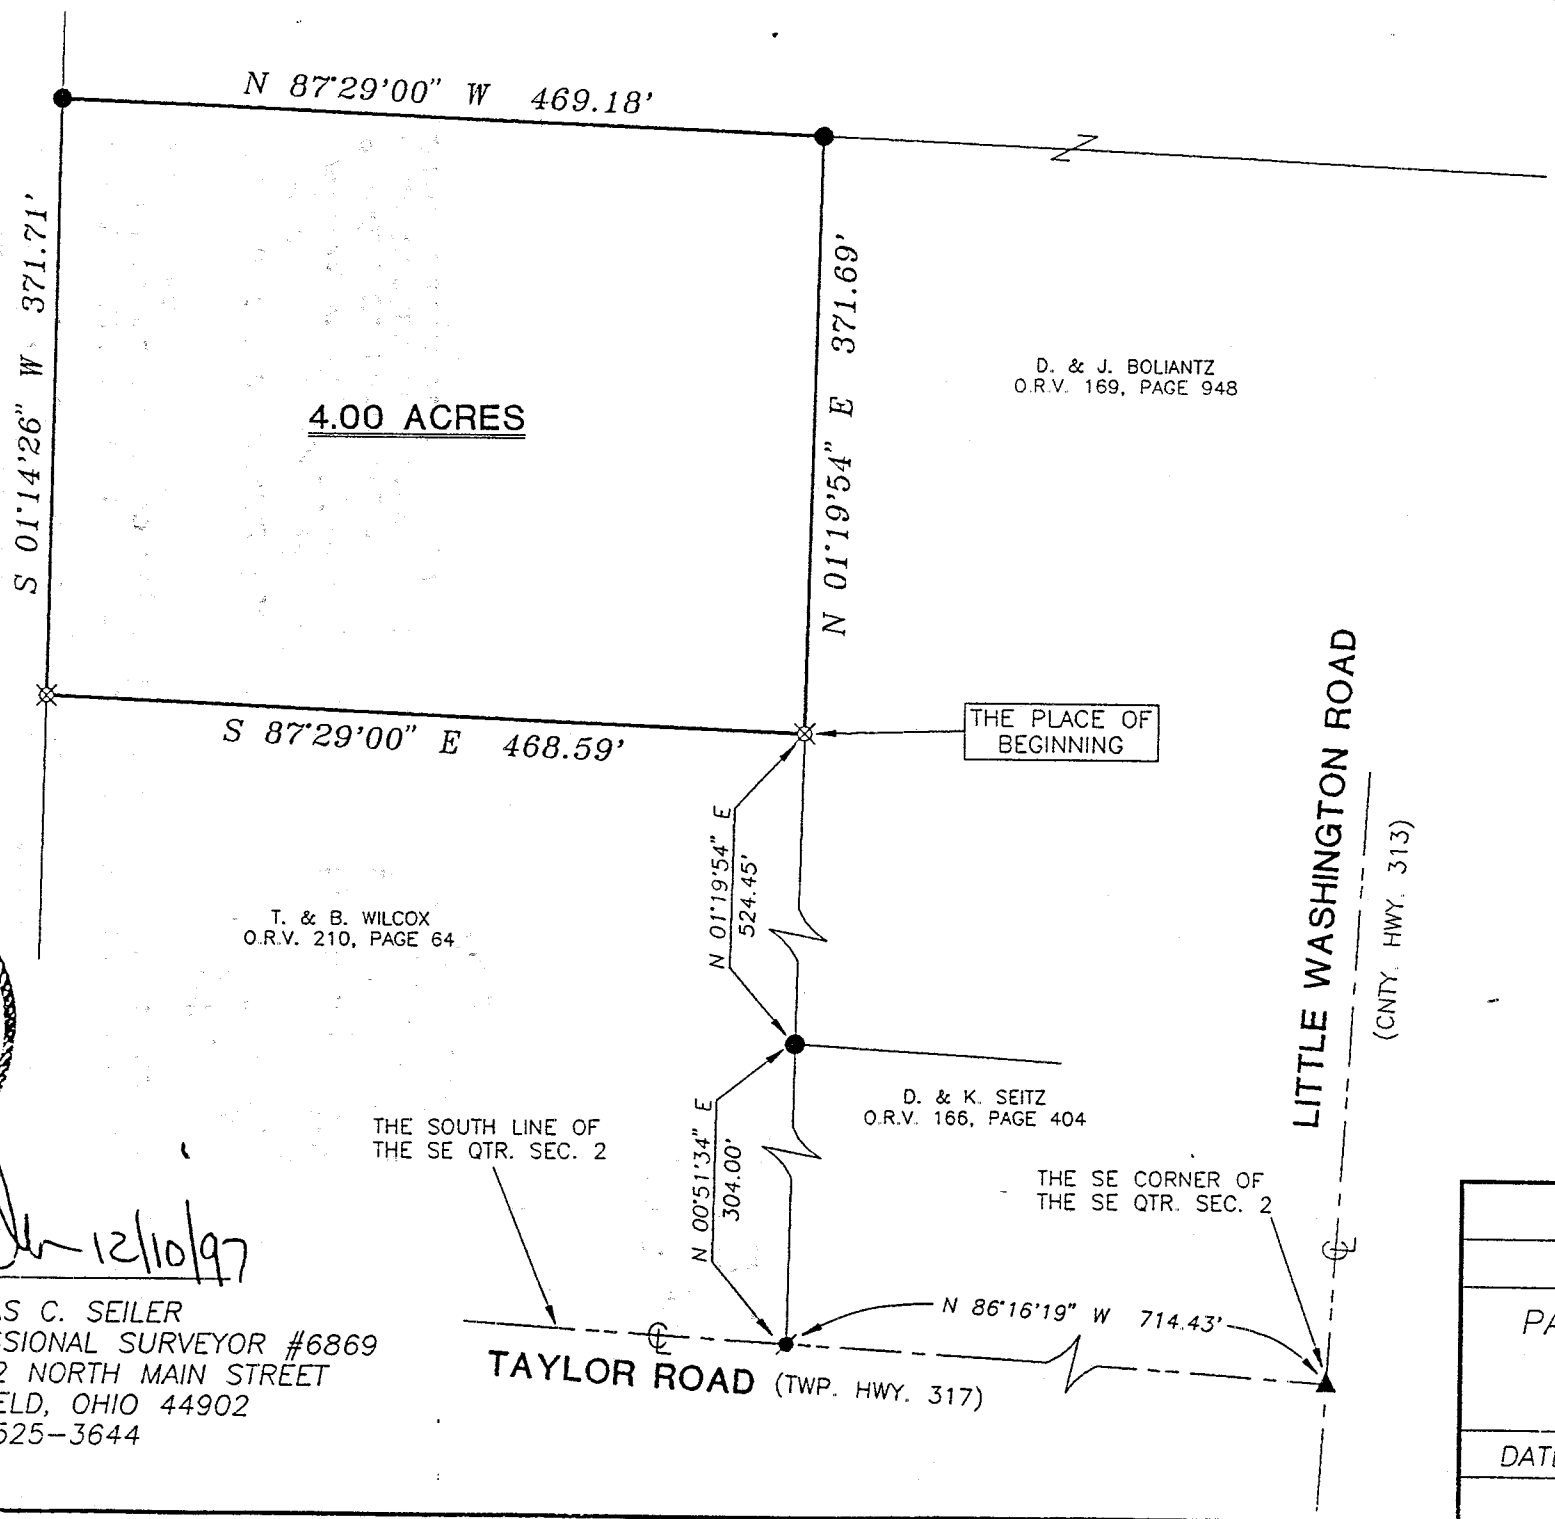 N 87°29'00" W 469.18'
S 01°14'26" W 371.71'
N 01°19'54" E 371.69'
4.00 ACRES
D. & J. BOLIANTZ
O.R.V. 169, PAGE 948
S 87°29'00" E 468.59'
THE PLACE OF
BEGINNING
LITTLE WASHINGTON ROAD
(CNTY. HWY. 313)
N 01°19'54" E
524.45'
T. & B. WILCOX
O.R.V. 210, PAGE 64
D. & K. SEITZ
O.R.V. 166, PAGE 404
N 00°51'34" E
304.00'
THE SOUTH LINE OF
THE SE QTR. SEC. 2
THE SE CORNER OF
THE SE QTR. SEC. 2
12/10/97
AS C. SEILER
SSIONAL SURVEYOR #6869
2 NORTH MAIN STREET
ELD, OHIO 44902
525-3644
N 86°16'19" W 714.43'
TAYLOR ROAD (TWP. HWY. 317)
PA
DATE